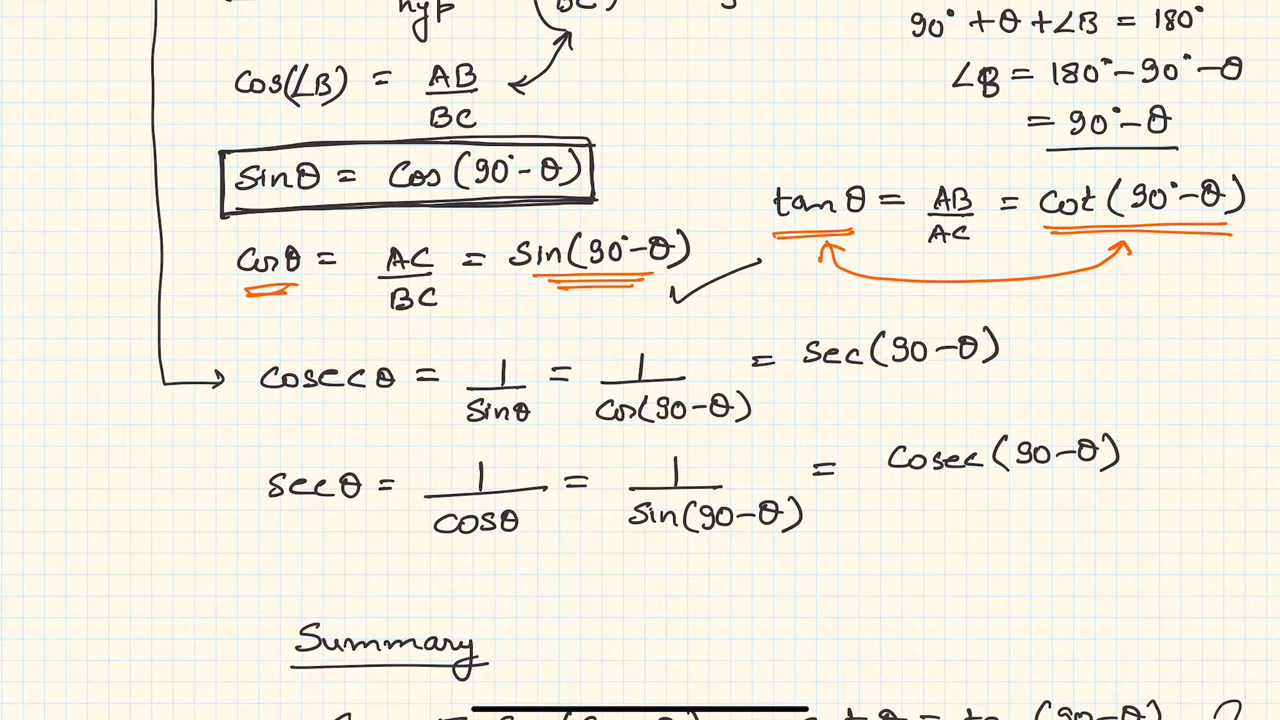 hyp
90° + θ + ∠B = 180°
cos(∠B) = AB/BC
∠B = 180° - 90° - θ
= 90° - θ
Sinθ = Cos(90° - θ)
tanθ = AB/AC = Cot(90° - θ)
Cosθ = AC/BC = Sin(90° - θ)
cosecθ = 1/Sinθ = 1/Cos(90-θ) = Sec(90-θ)
secθ = 1/cosθ = 1/Sin(90-θ) = Cosec(90-θ)
Summary